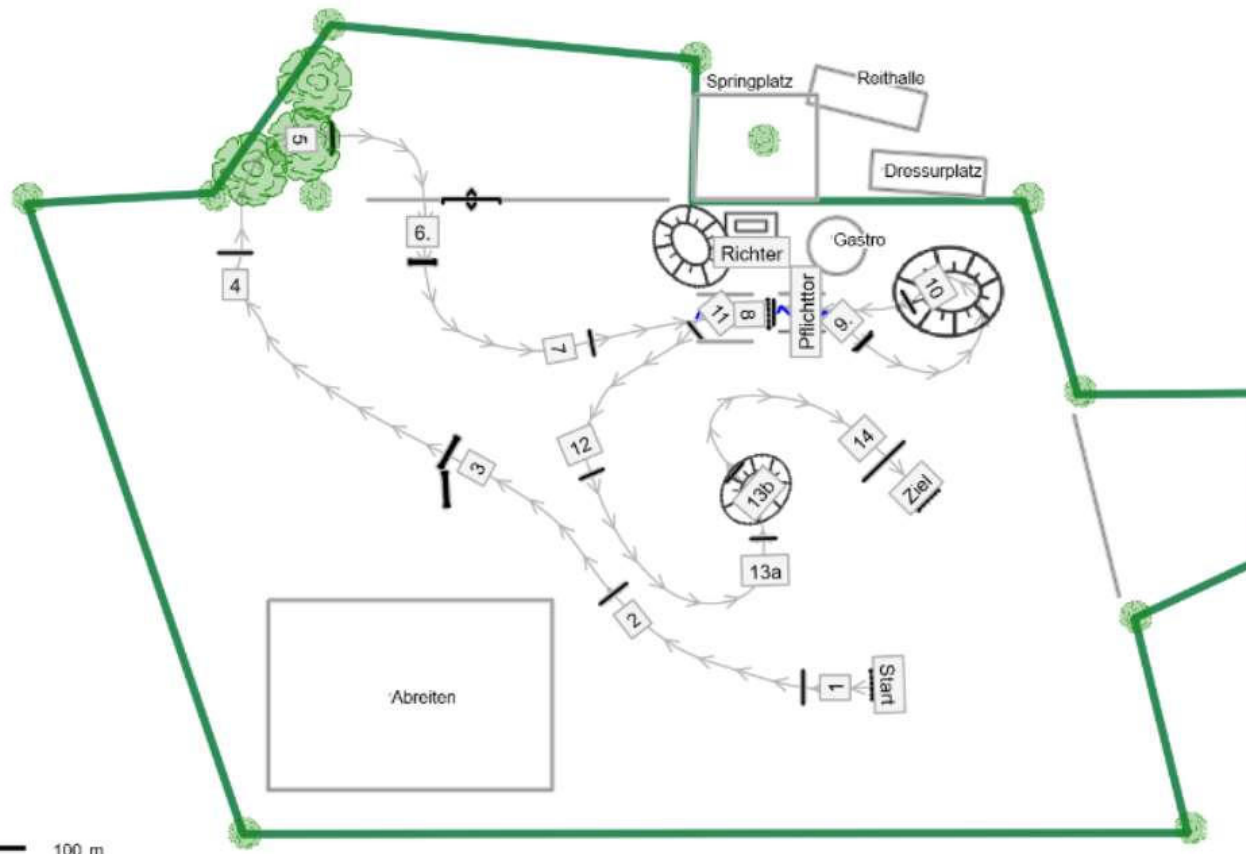 Springplatz
Reithalle
Dressurplatz
5
6.
Richter
Gastro
4
7
11
8
Pflichttor
9.
10
3
12
13b
14
Ziel
13a
2
Abreiten
1
Start
100 m